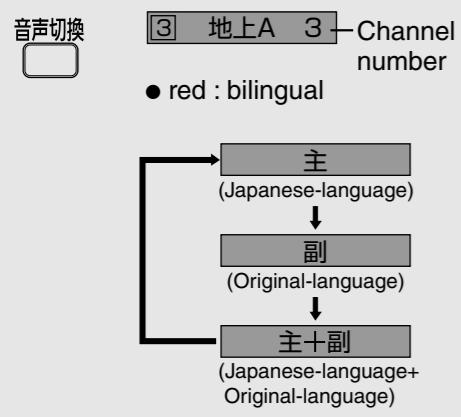 音声切換
3 地上A 3
Channel
number
● red : bilingual
主
(Japanese-language)
副
(Original-language)
主＋副
(Japanese-language+
Original-language)